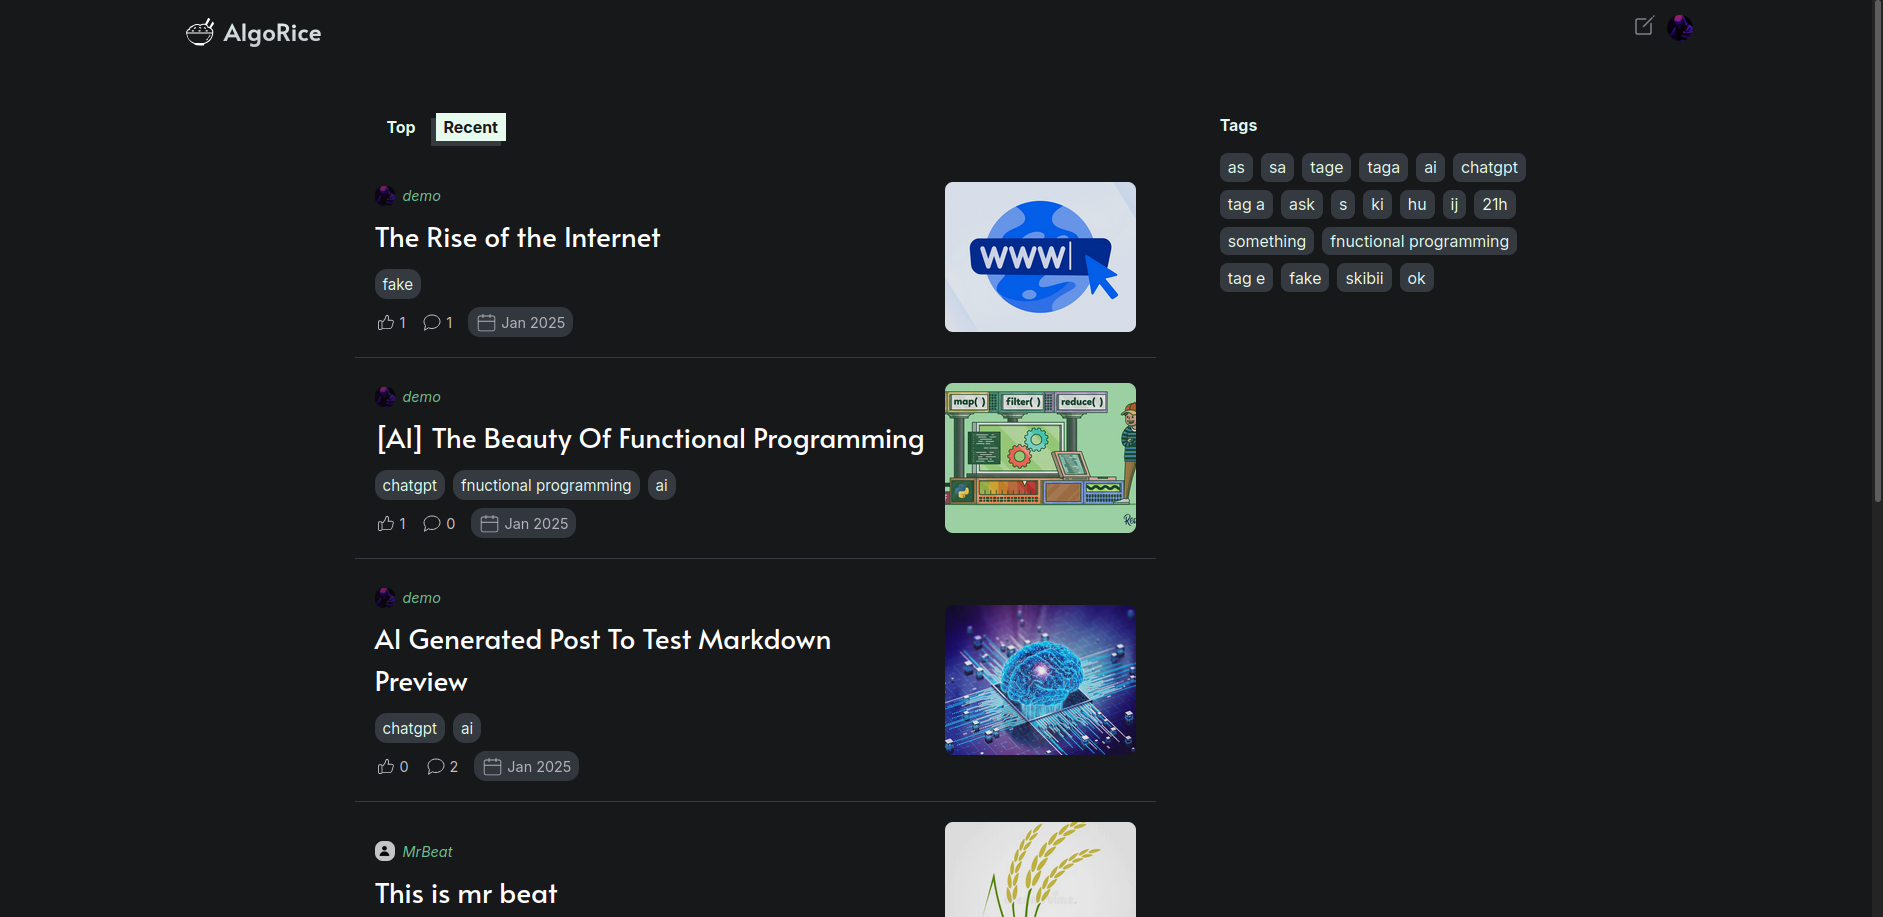 AlgoRice
Top Recent
demo
The Rise of the Internet
fake
1 1 Jan 2025
WWW
demo
[AI] The Beauty Of Functional Programming
chatgpt fnuctional programming ai
1 0 Jan 2025
map( ) filter( ) reduce( )
demo
AI Generated Post To Test Markdown
Preview
chatgpt ai
0 2 Jan 2025
MrBeat
This is mr beat
Tags
as sa tage taga ai chatgpt
tag a ask s ki hu ij 21h
something fnuctional programming
tag e fake skibii ok